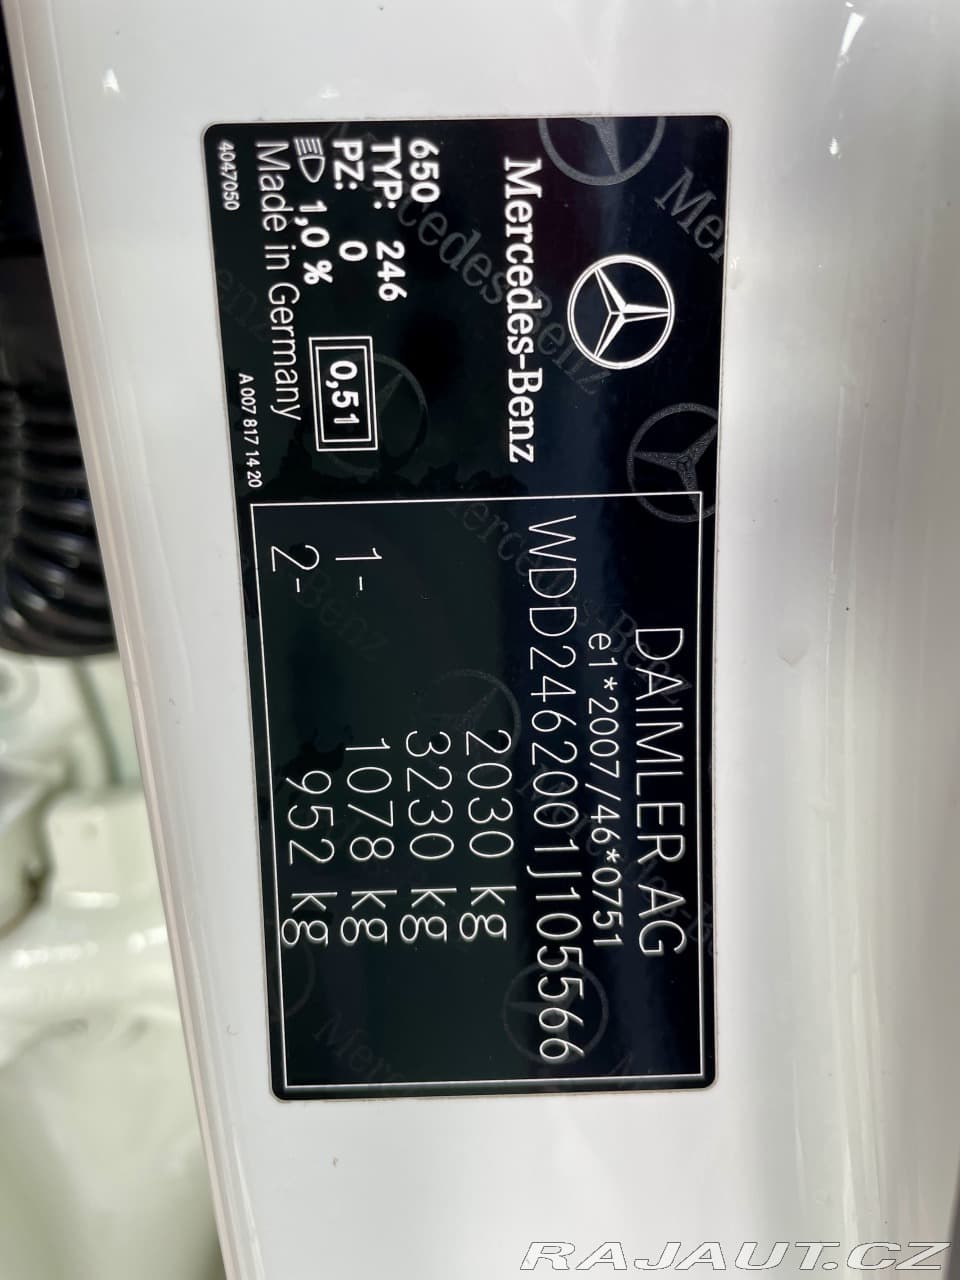 Mercedes-Benz
650
TYP: 246
PZ: 0
1,0 %
0,51
Made in Germany
4047050
A 007 817 14 20
DAIMLER AG
e1*2007/46*0751
WDD2462001J105566
2030 kg
3230 kg
1- 1078 kg
2- 952 kg
RAJAUT.CZ